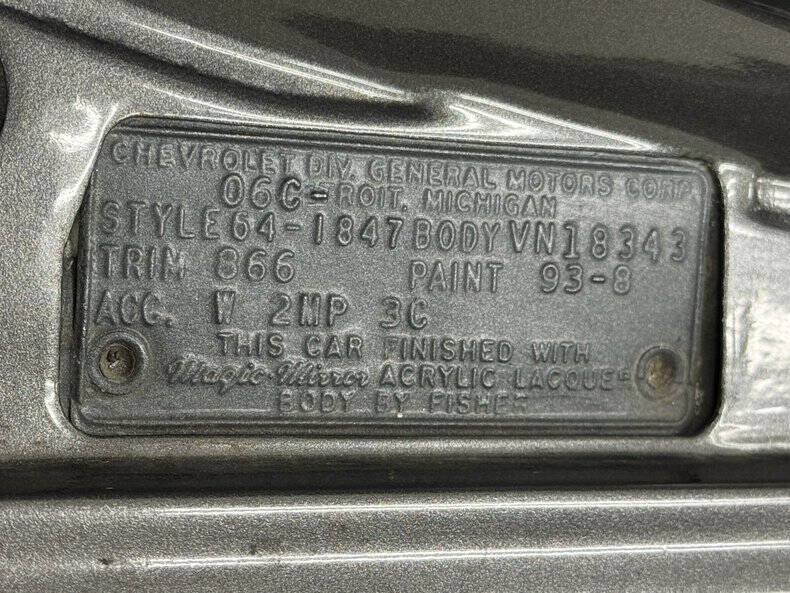 CHEVROLET DIV. GENERAL MOTORS CORP
06C-ROIT, MICHIGAN
STYLE 64-1847 BODY VN18343
TRIM 866 PAINT 93-8
ACC. W 2MP 3C
THIS CAR FINISHED WITH
Magic-Mirror ACRYLIC LACQUE
BODY BY FISHER